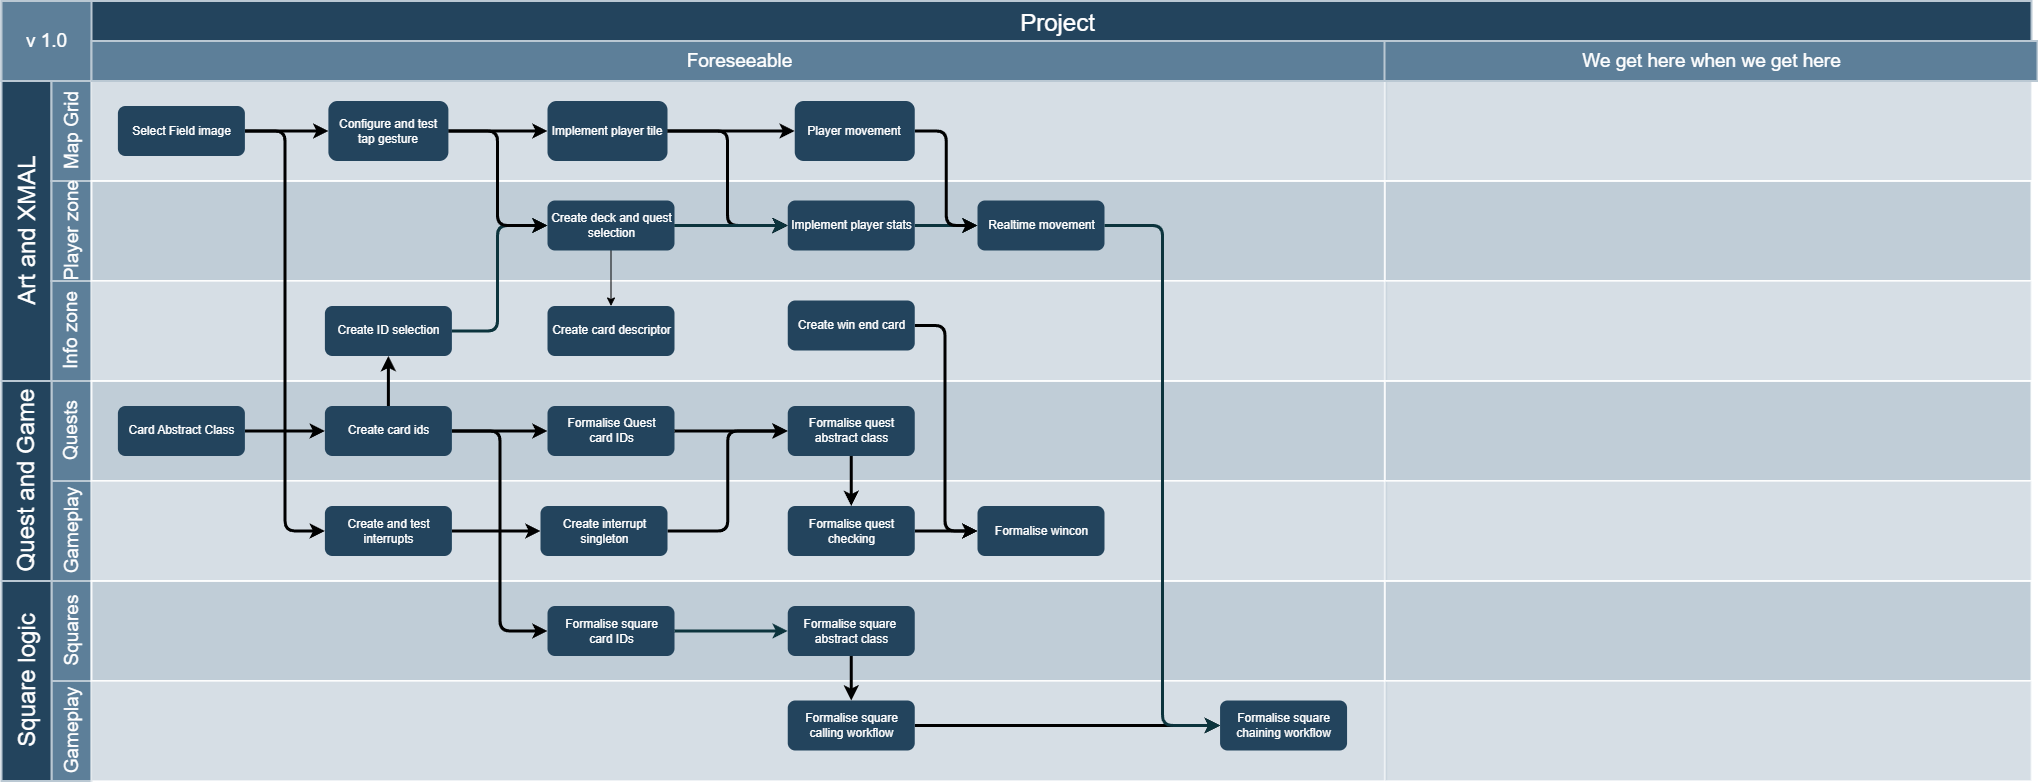 v 1.0
Project
Foreseeable
We get here when we get here
Art and XMAL
Map Grid
Select Field image
Configure and test
tap gesture
Implement player tile
Player movement
Player zone
Create deck and quest
selection
Implement player stats
Realtime movement
Info zone
Create ID selection
Create card descriptor
Create win end card
Quest and Game
Quests
Card Abstract Class
Create card ids
Formalise Quest
card IDs
Formalise quest
abstract class
Gameplay
Create and test
interrupts
Create interrupt
singleton
Formalise quest
checking
Formalise wincon
Square logic
Squares
Formalise square
card IDs
Formalise square
abstract class
Gameplay
Formalise square
calling workflow
Formalise square
chaining workflow